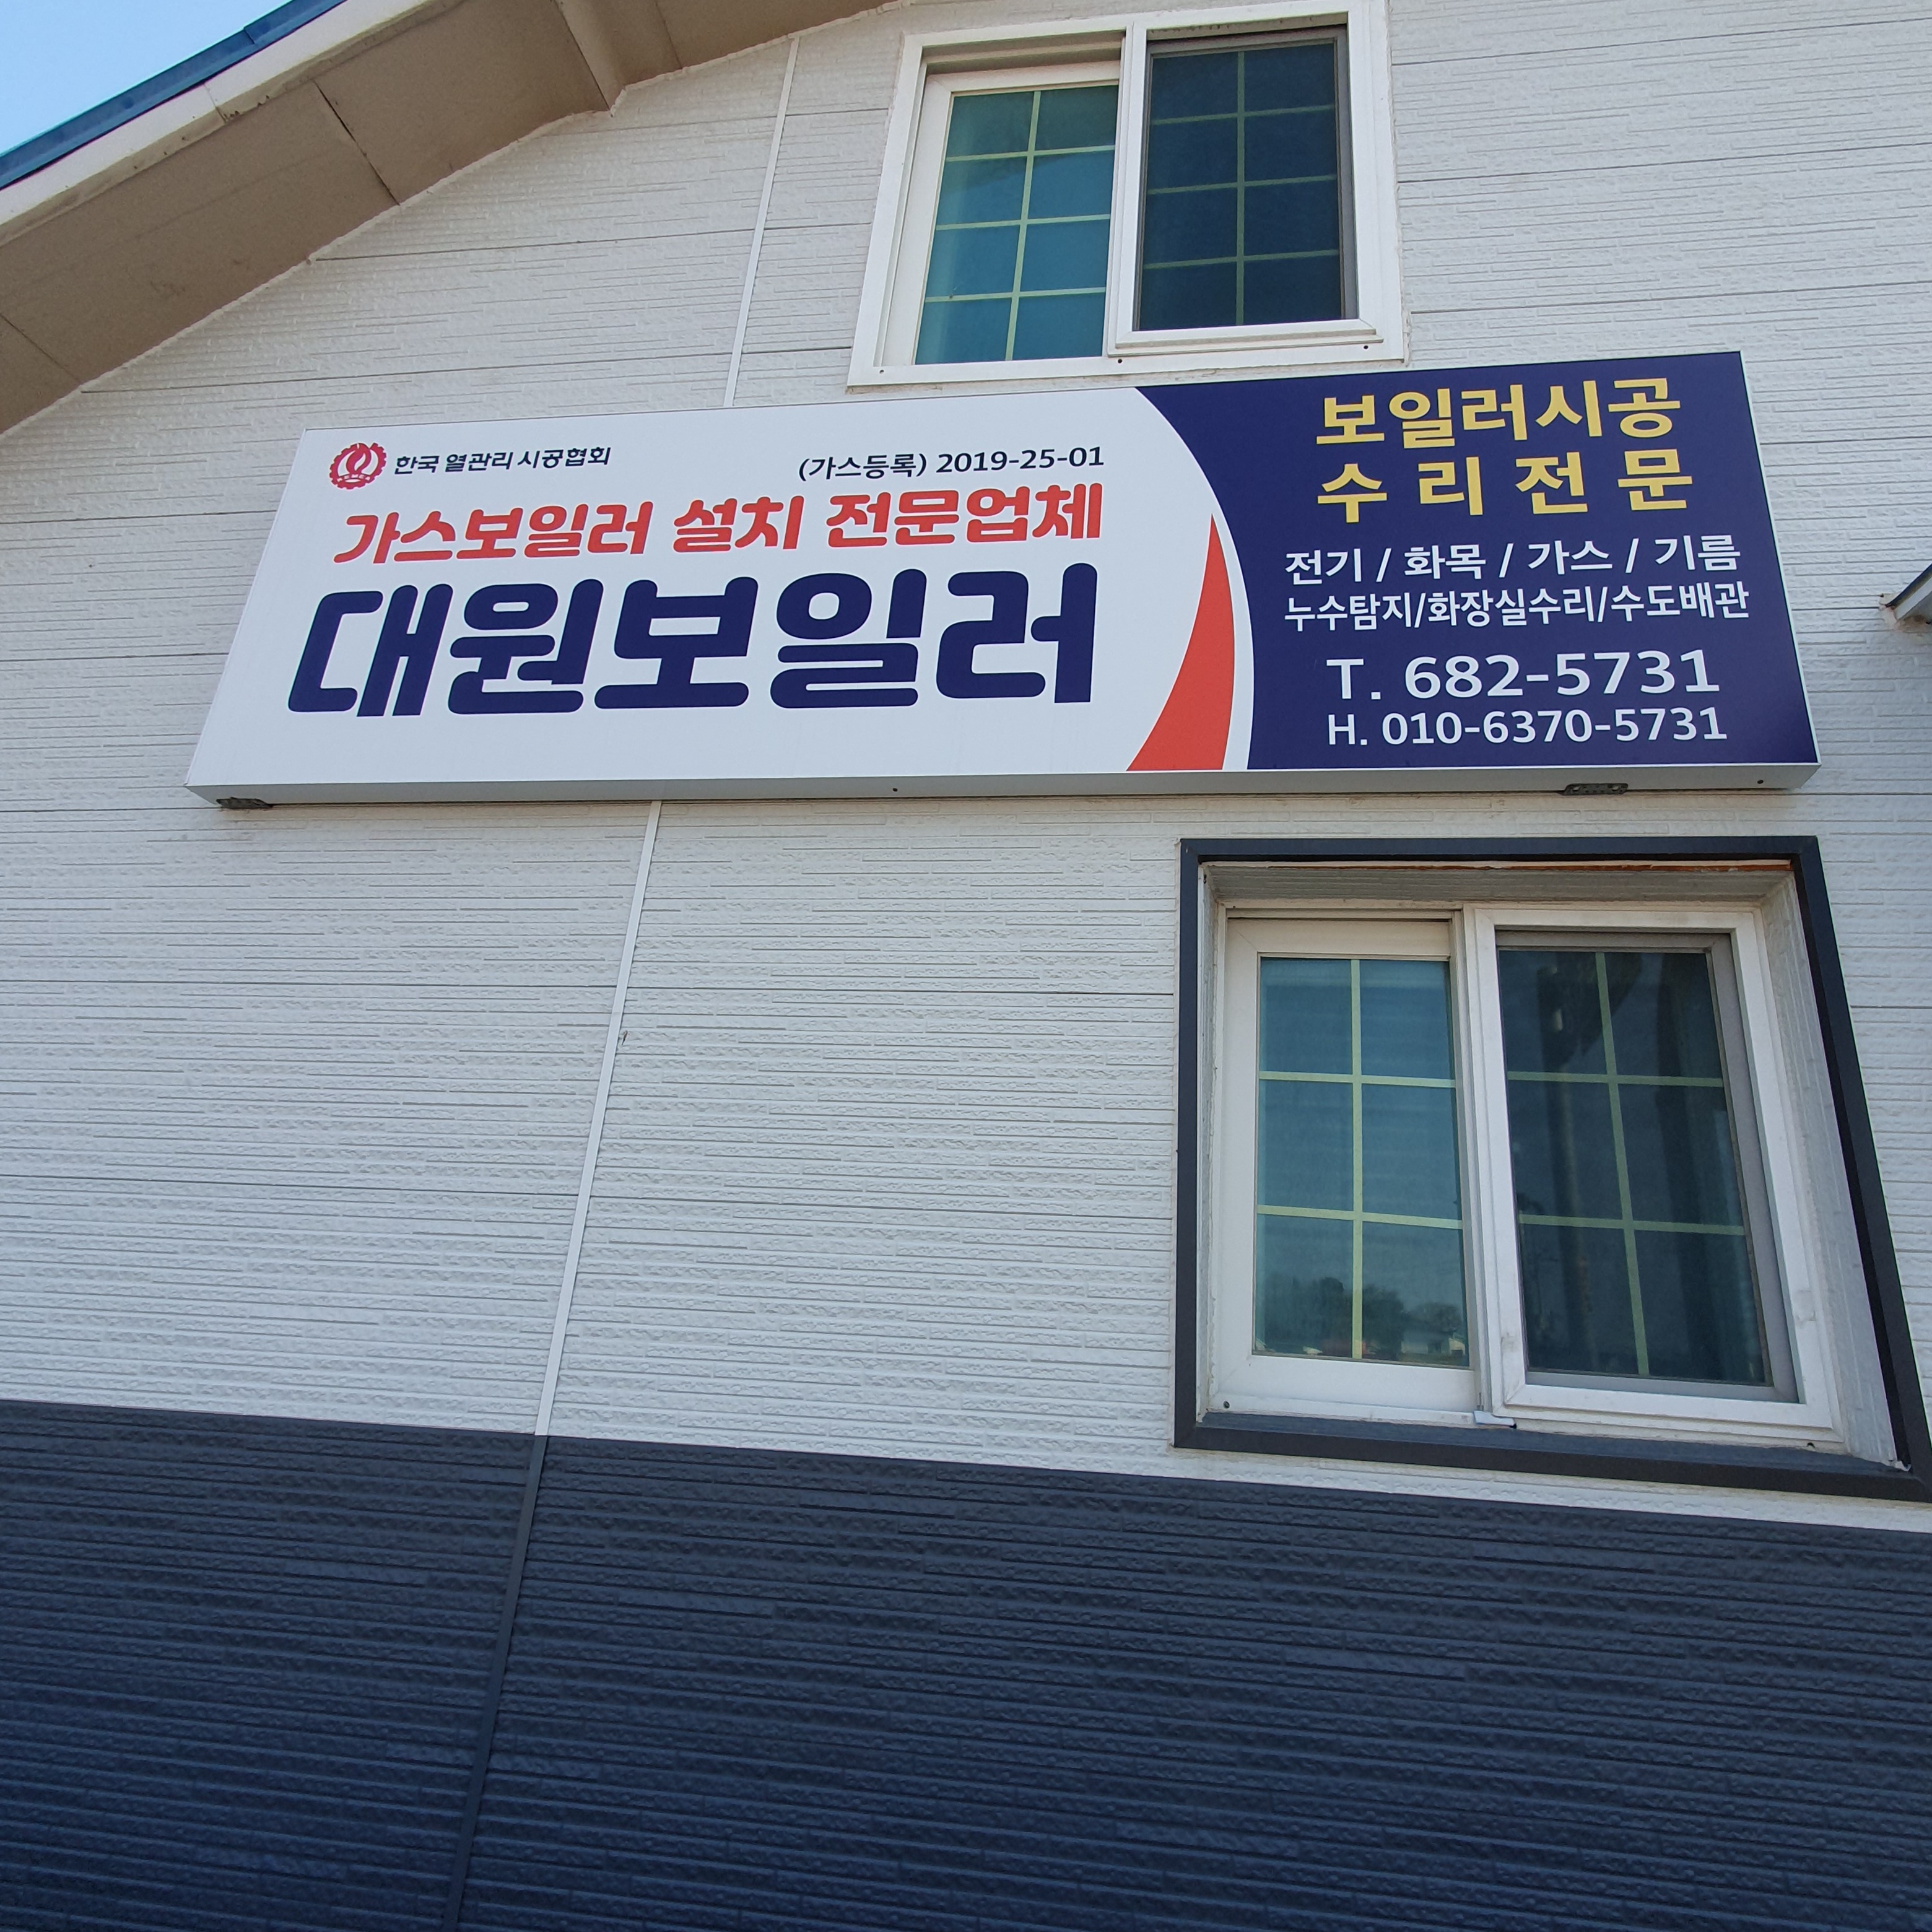 한국 열관리 시공협회
(가스등록) 2019-25-01
가스보일러 설치 전문업체
대원보일러
보일러시공
수리전문
전기 / 화목 / 가스 / 기름
누수탐지/화장실수리/수도배관
T. 682-5731
H. 010-6370-5731